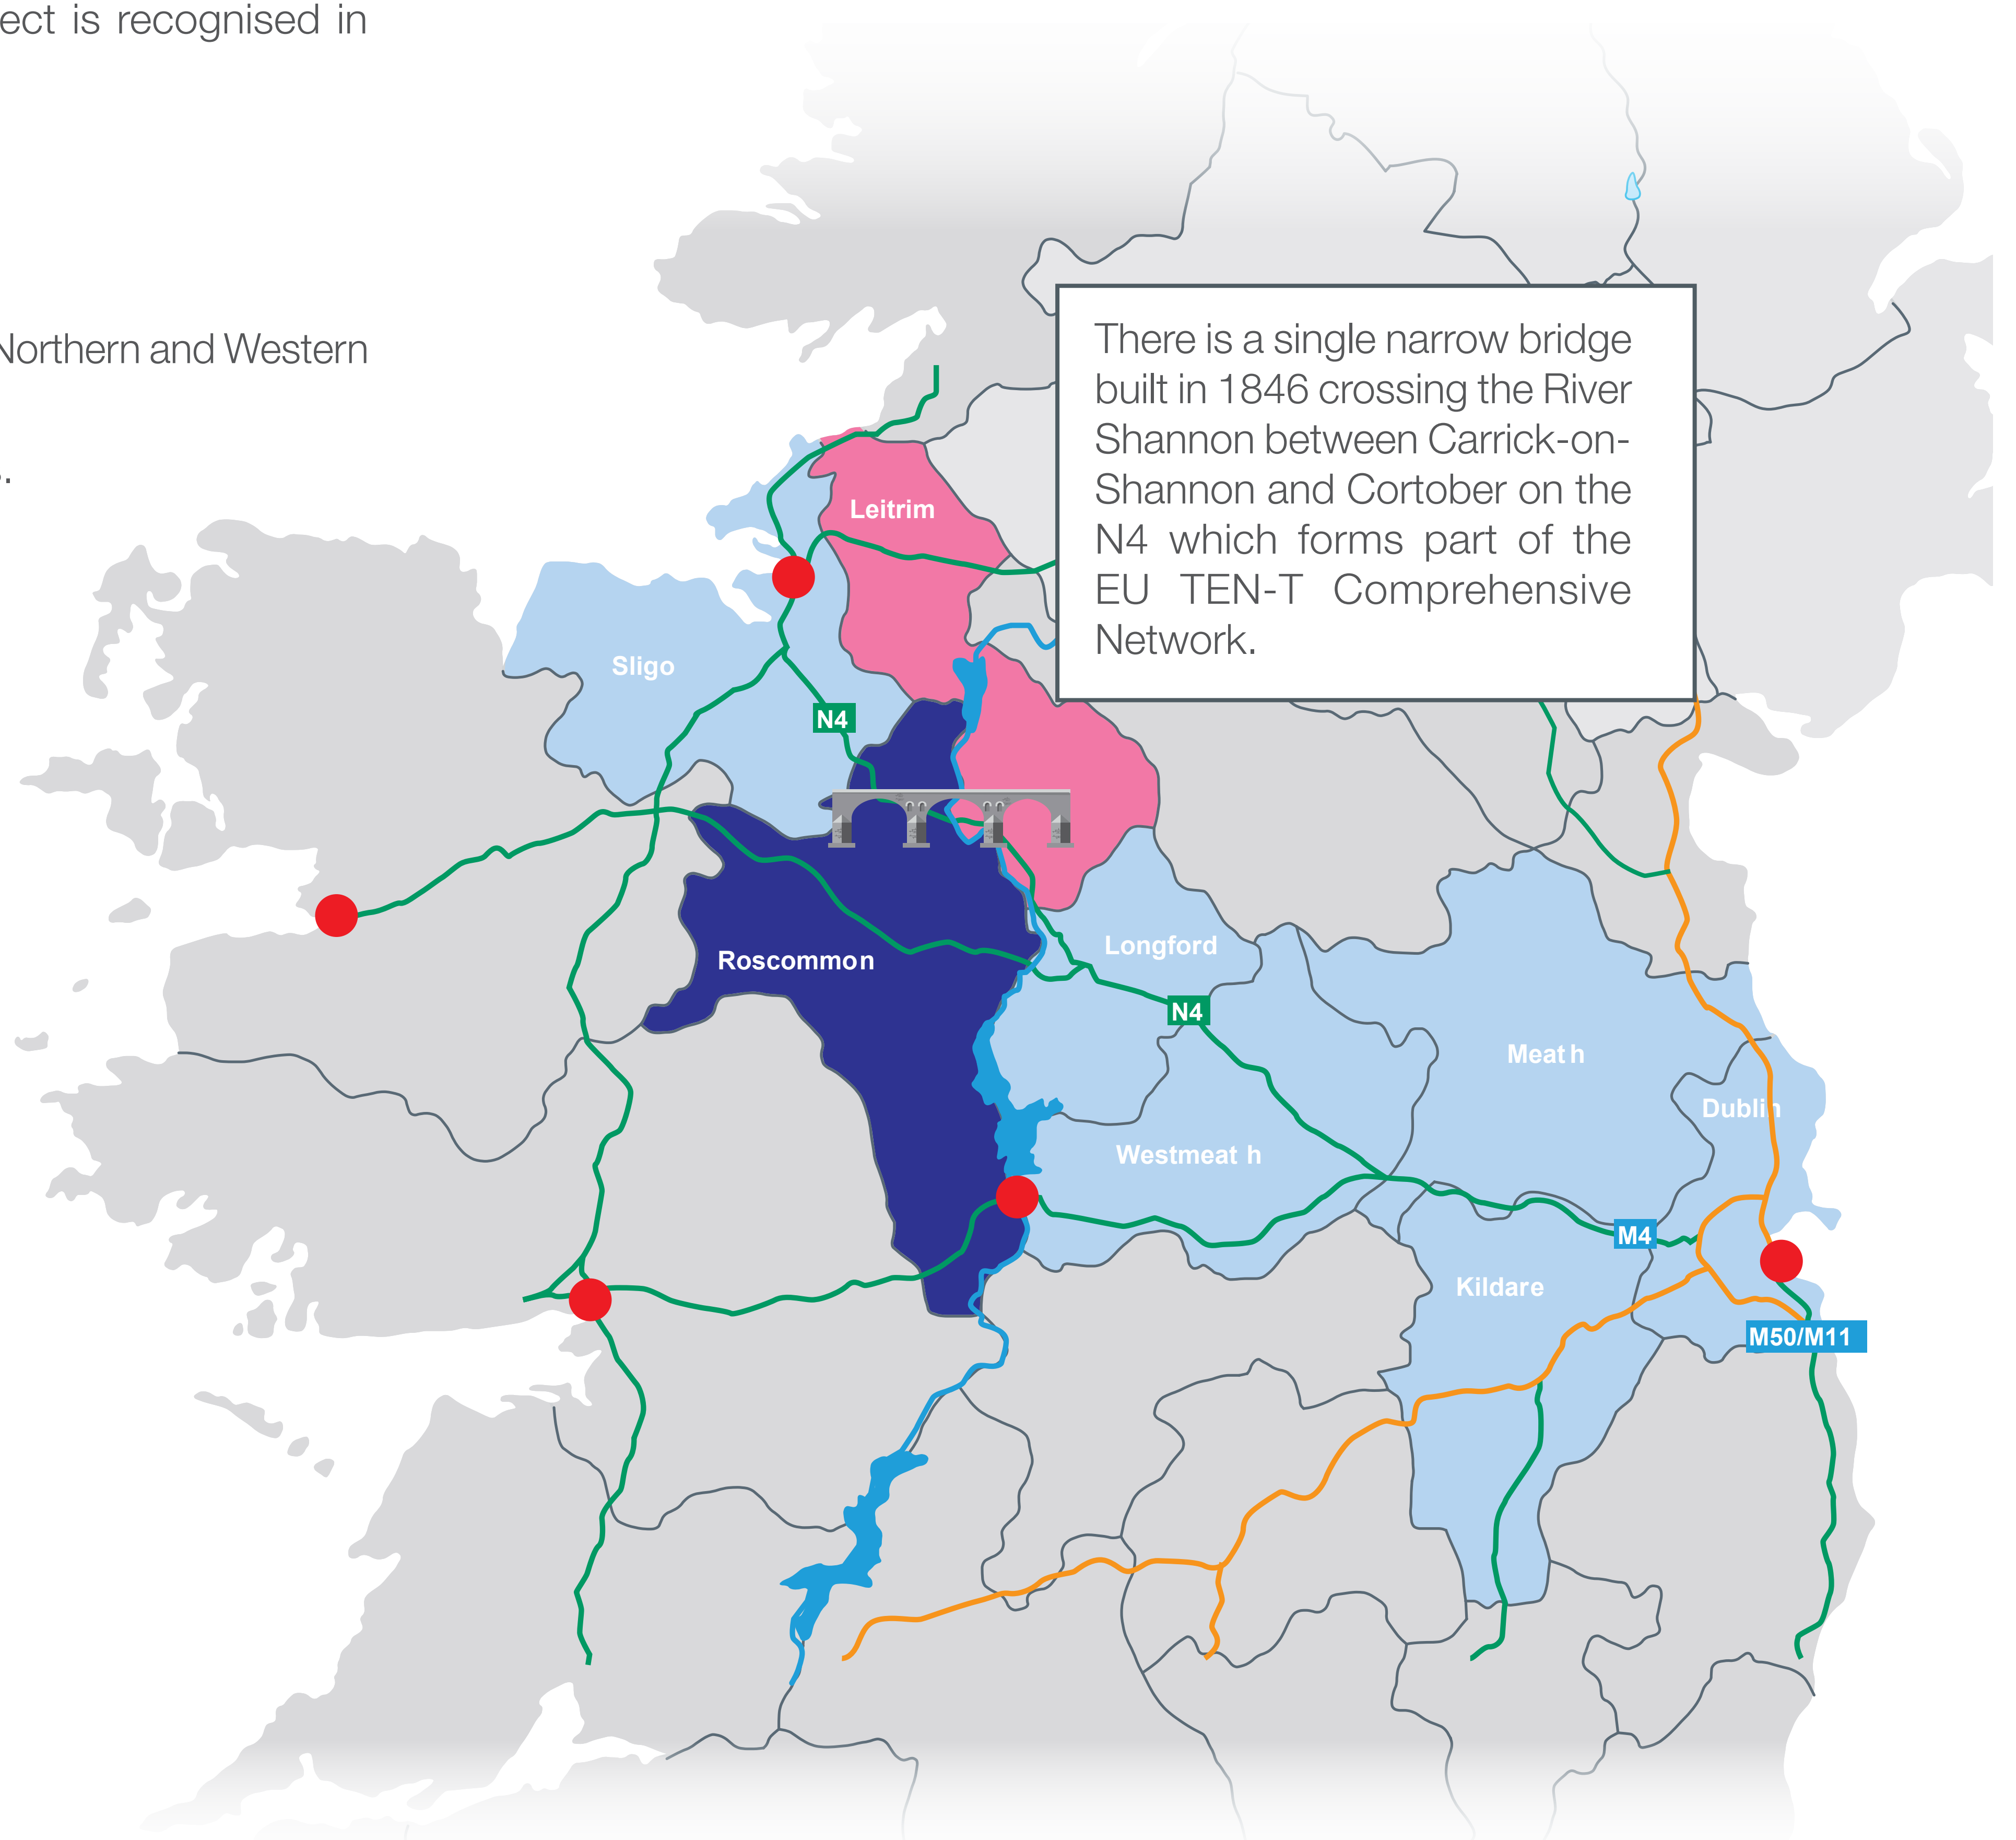 ect is recognised in
Northern and Western
.
There is a single narrow bridge
built in 1846 crossing the River
Shannon between Carrick-on-
Shannon and Cortober on the
N4 which forms part of the
EU TEN-T Comprehensive
Network.
Leitrim
Sligo
N4
Roscommon
Longford
N4
Meath
Dublin
Westmeath
M4
Kildare
M50/M11